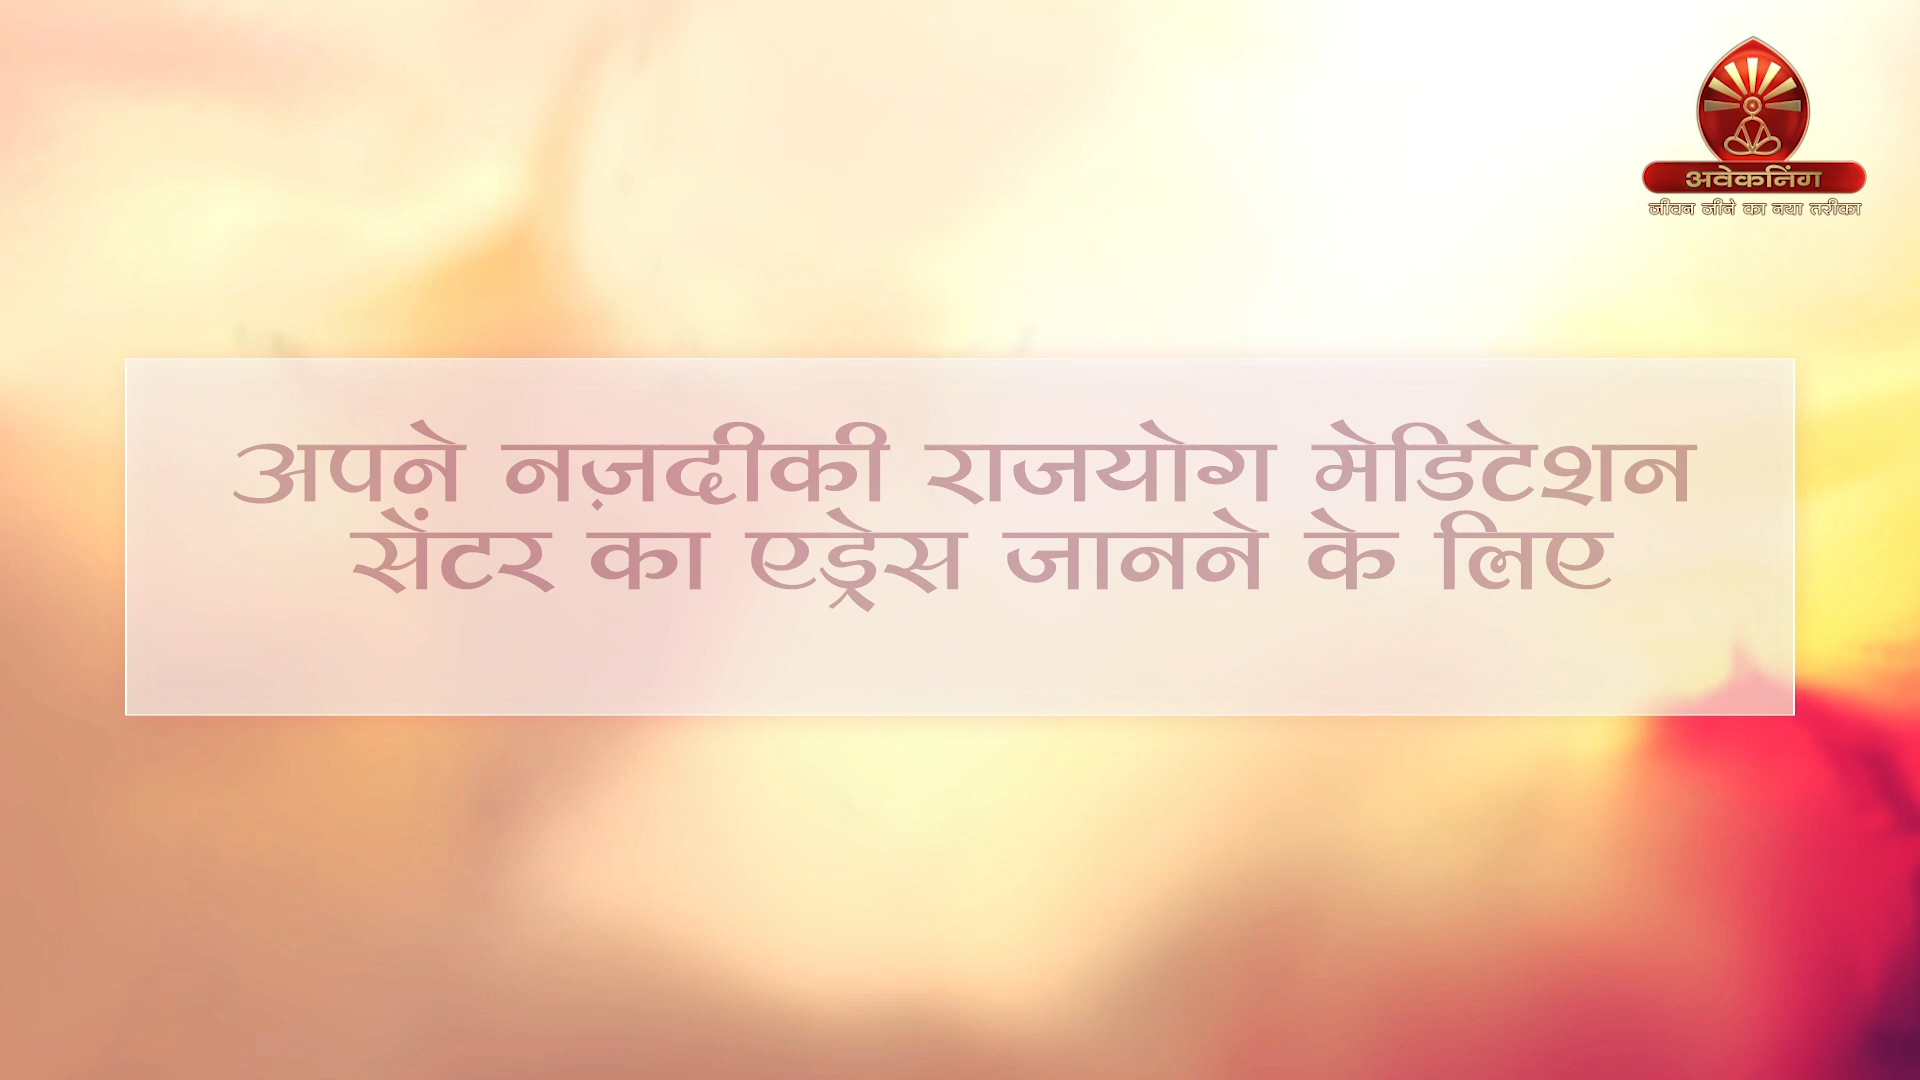 अवेकनिंग
जीवन जीने का नया तरीका
अपने नज़दीकी राजयोग मेडिटेशन
सेंटर का एड्रेस जानने के लिए